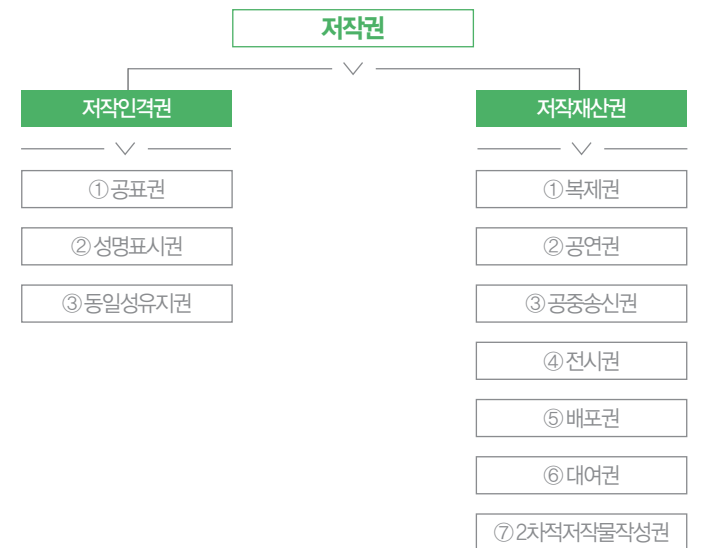 저작권
저작인격권
① 공표권
② 성명표시권
③ 동일성유지권
저작재산권
① 복제권
② 공연권
③ 공중송신권
④ 전시권
⑤ 배포권
⑥ 대여권
⑦ 2차적저작물작성권